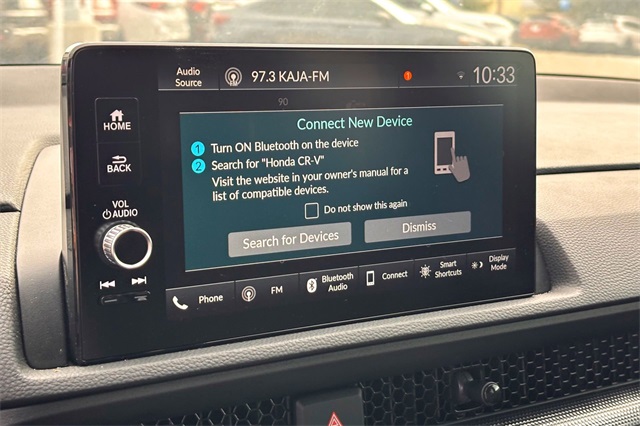 Audio
Source
97.3 KAJA-FM
10:33
90
HOME
BACK
VOL
AUDIO
Connect New Device
1 Turn ON Bluetooth on the device
2 Search for "Honda CR-V"
Visit the website in your owner's manual for a
list of compatible devices.
Do not show this again
Search for Devices
Dismiss
Phone
FM
Bluetooth
Audio
Connect
Smart
Shortcuts
Display
Mode